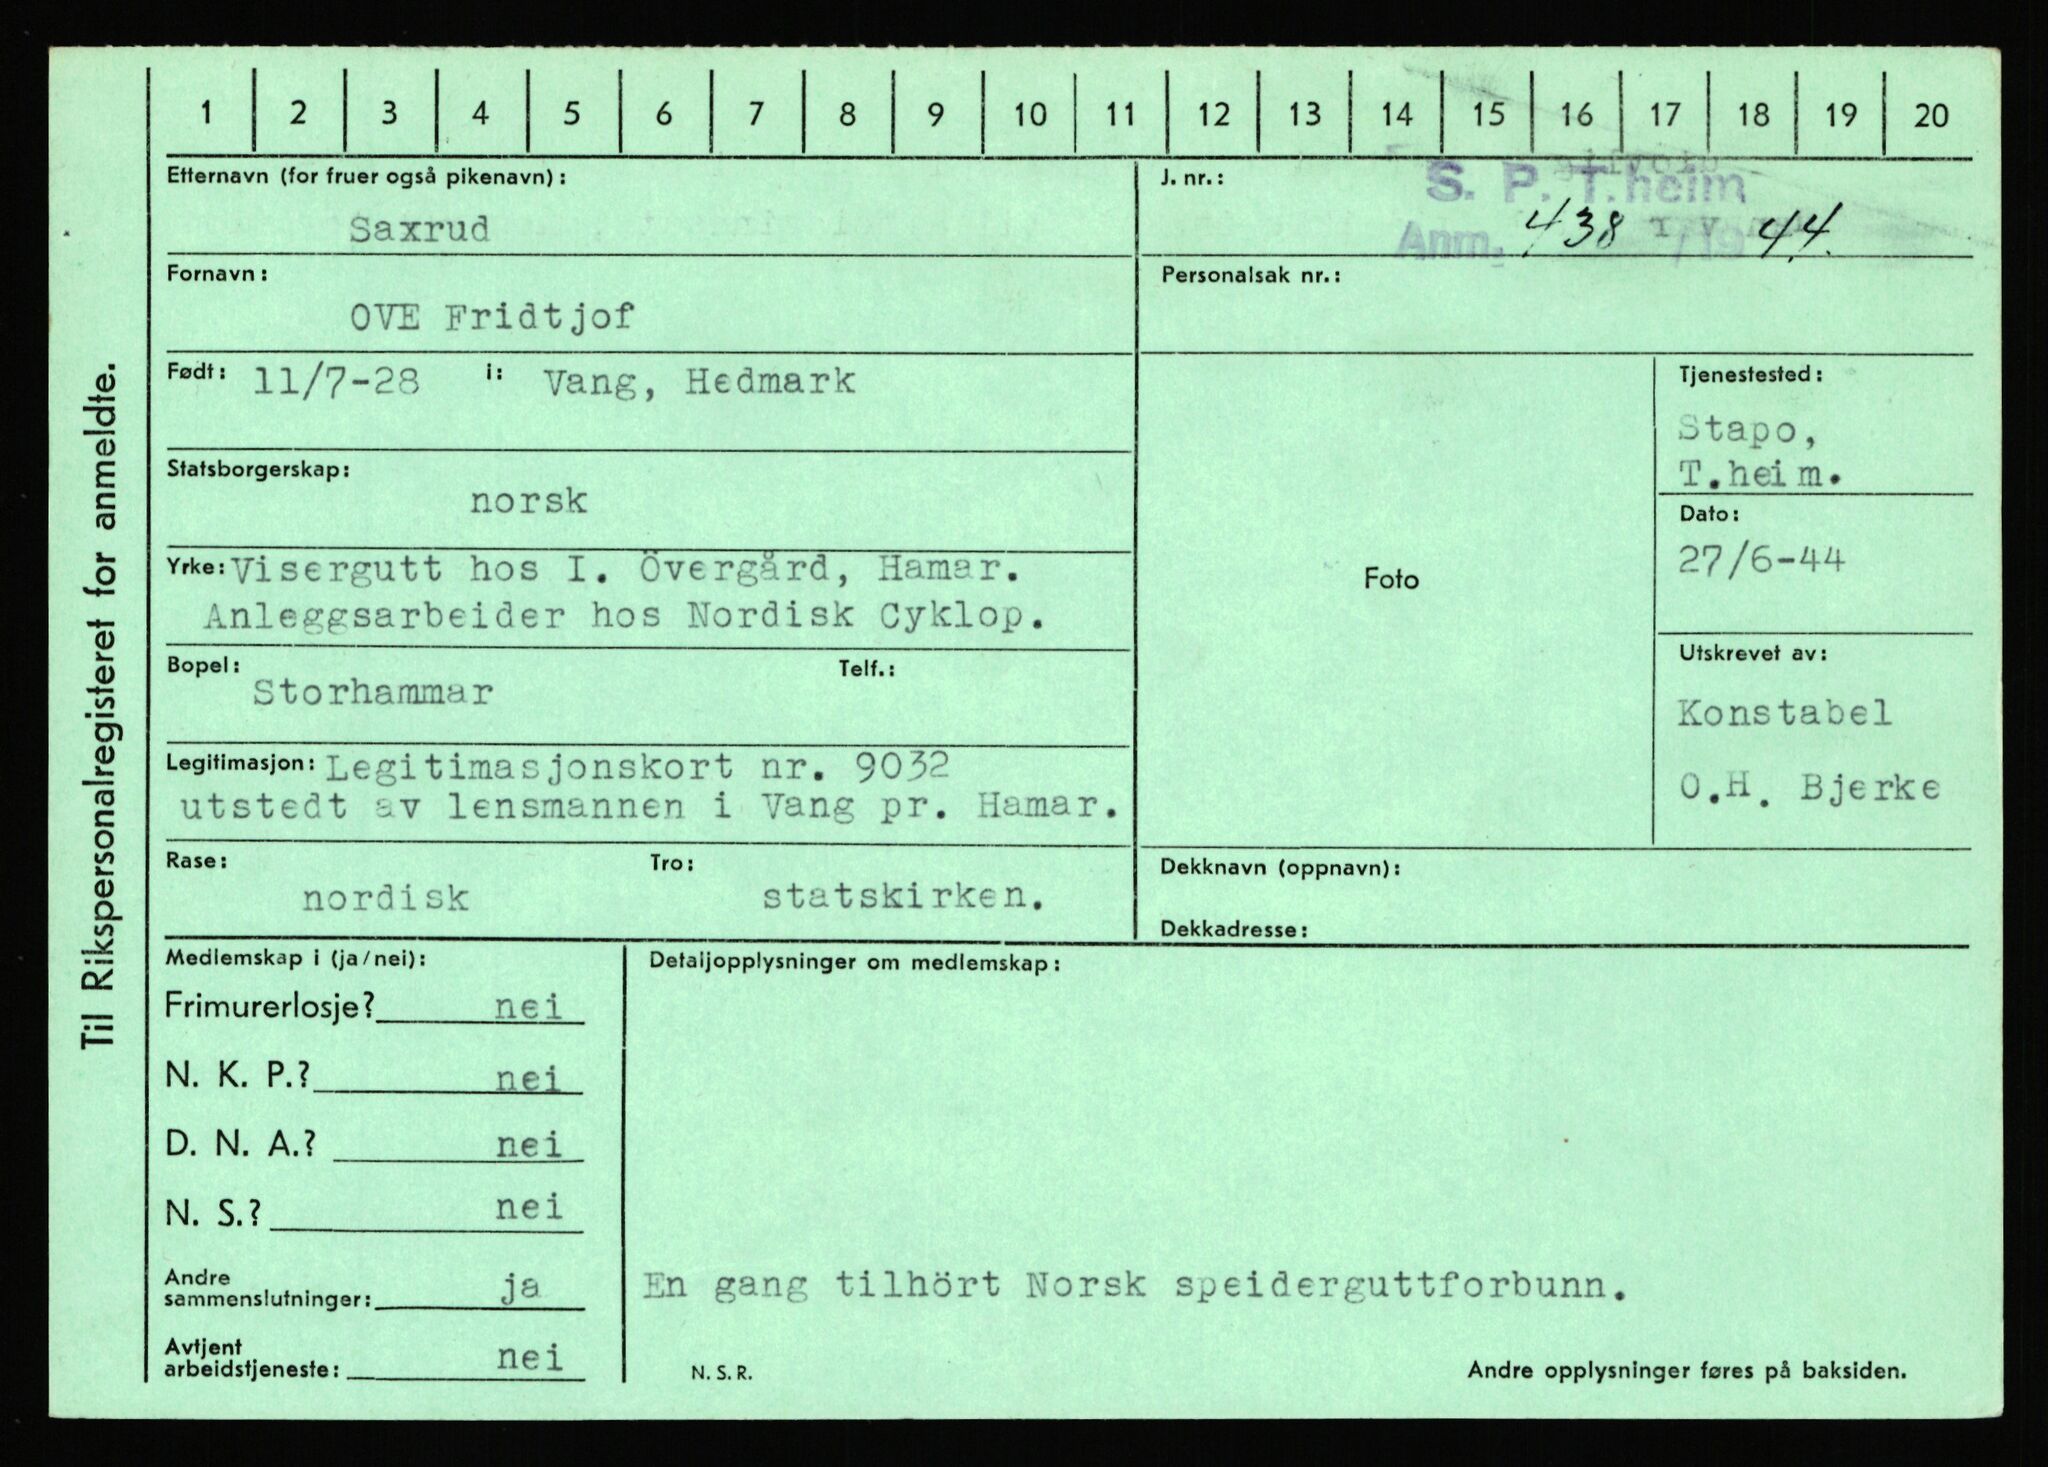 Til Rikspersonalregisteret for anmeldte.
1 2 3 4 5 6 7 8 9 10 11 12 13 14 15 16 17 18 19 20
Etternavn (for fruer også pikenavn):
Saxrud
J. nr.: S. P. T.heim
Anm. 438 /19 44.
Fornavn:
OVE Fridtjof
Personalsak nr.:
Født: 11/7-28 i: Vang, Hedmark
Statsborgerskap:
norsk
Yrke: Visergutt hos I. Övergård, Hamar.
Anleggsarbeider hos Nordisk Cyklop.
Bopel: Telf.:
Storhammar
Legitimasjon: Legitimasjonskort nr. 9032
utstedt av lensmannen i Vang pr. Hamar.
Rase: Tro:
nordisk statskirken.
Foto
Tjenestested:
Stapo,
T.heim.
Dato:
27/6-44
Utskrevet av:
Konstabel
O.H. Bjerke
Dekknavn (oppnavn):
Dekkadresse:
Medlemskap i (ja/nei):
Frimurerlosje? nei
N. K. P.? nei
D. N. A.? nei
N. S.? nei
Andre
sammenslutninger: ja
Avtjent
arbeidstjeneste: nei
Detaljopplysninger om medlemskap:
En gang tilhört Norsk speiderguttforbunn.
N. S. R.
Andre opplysninger føres på baksiden.